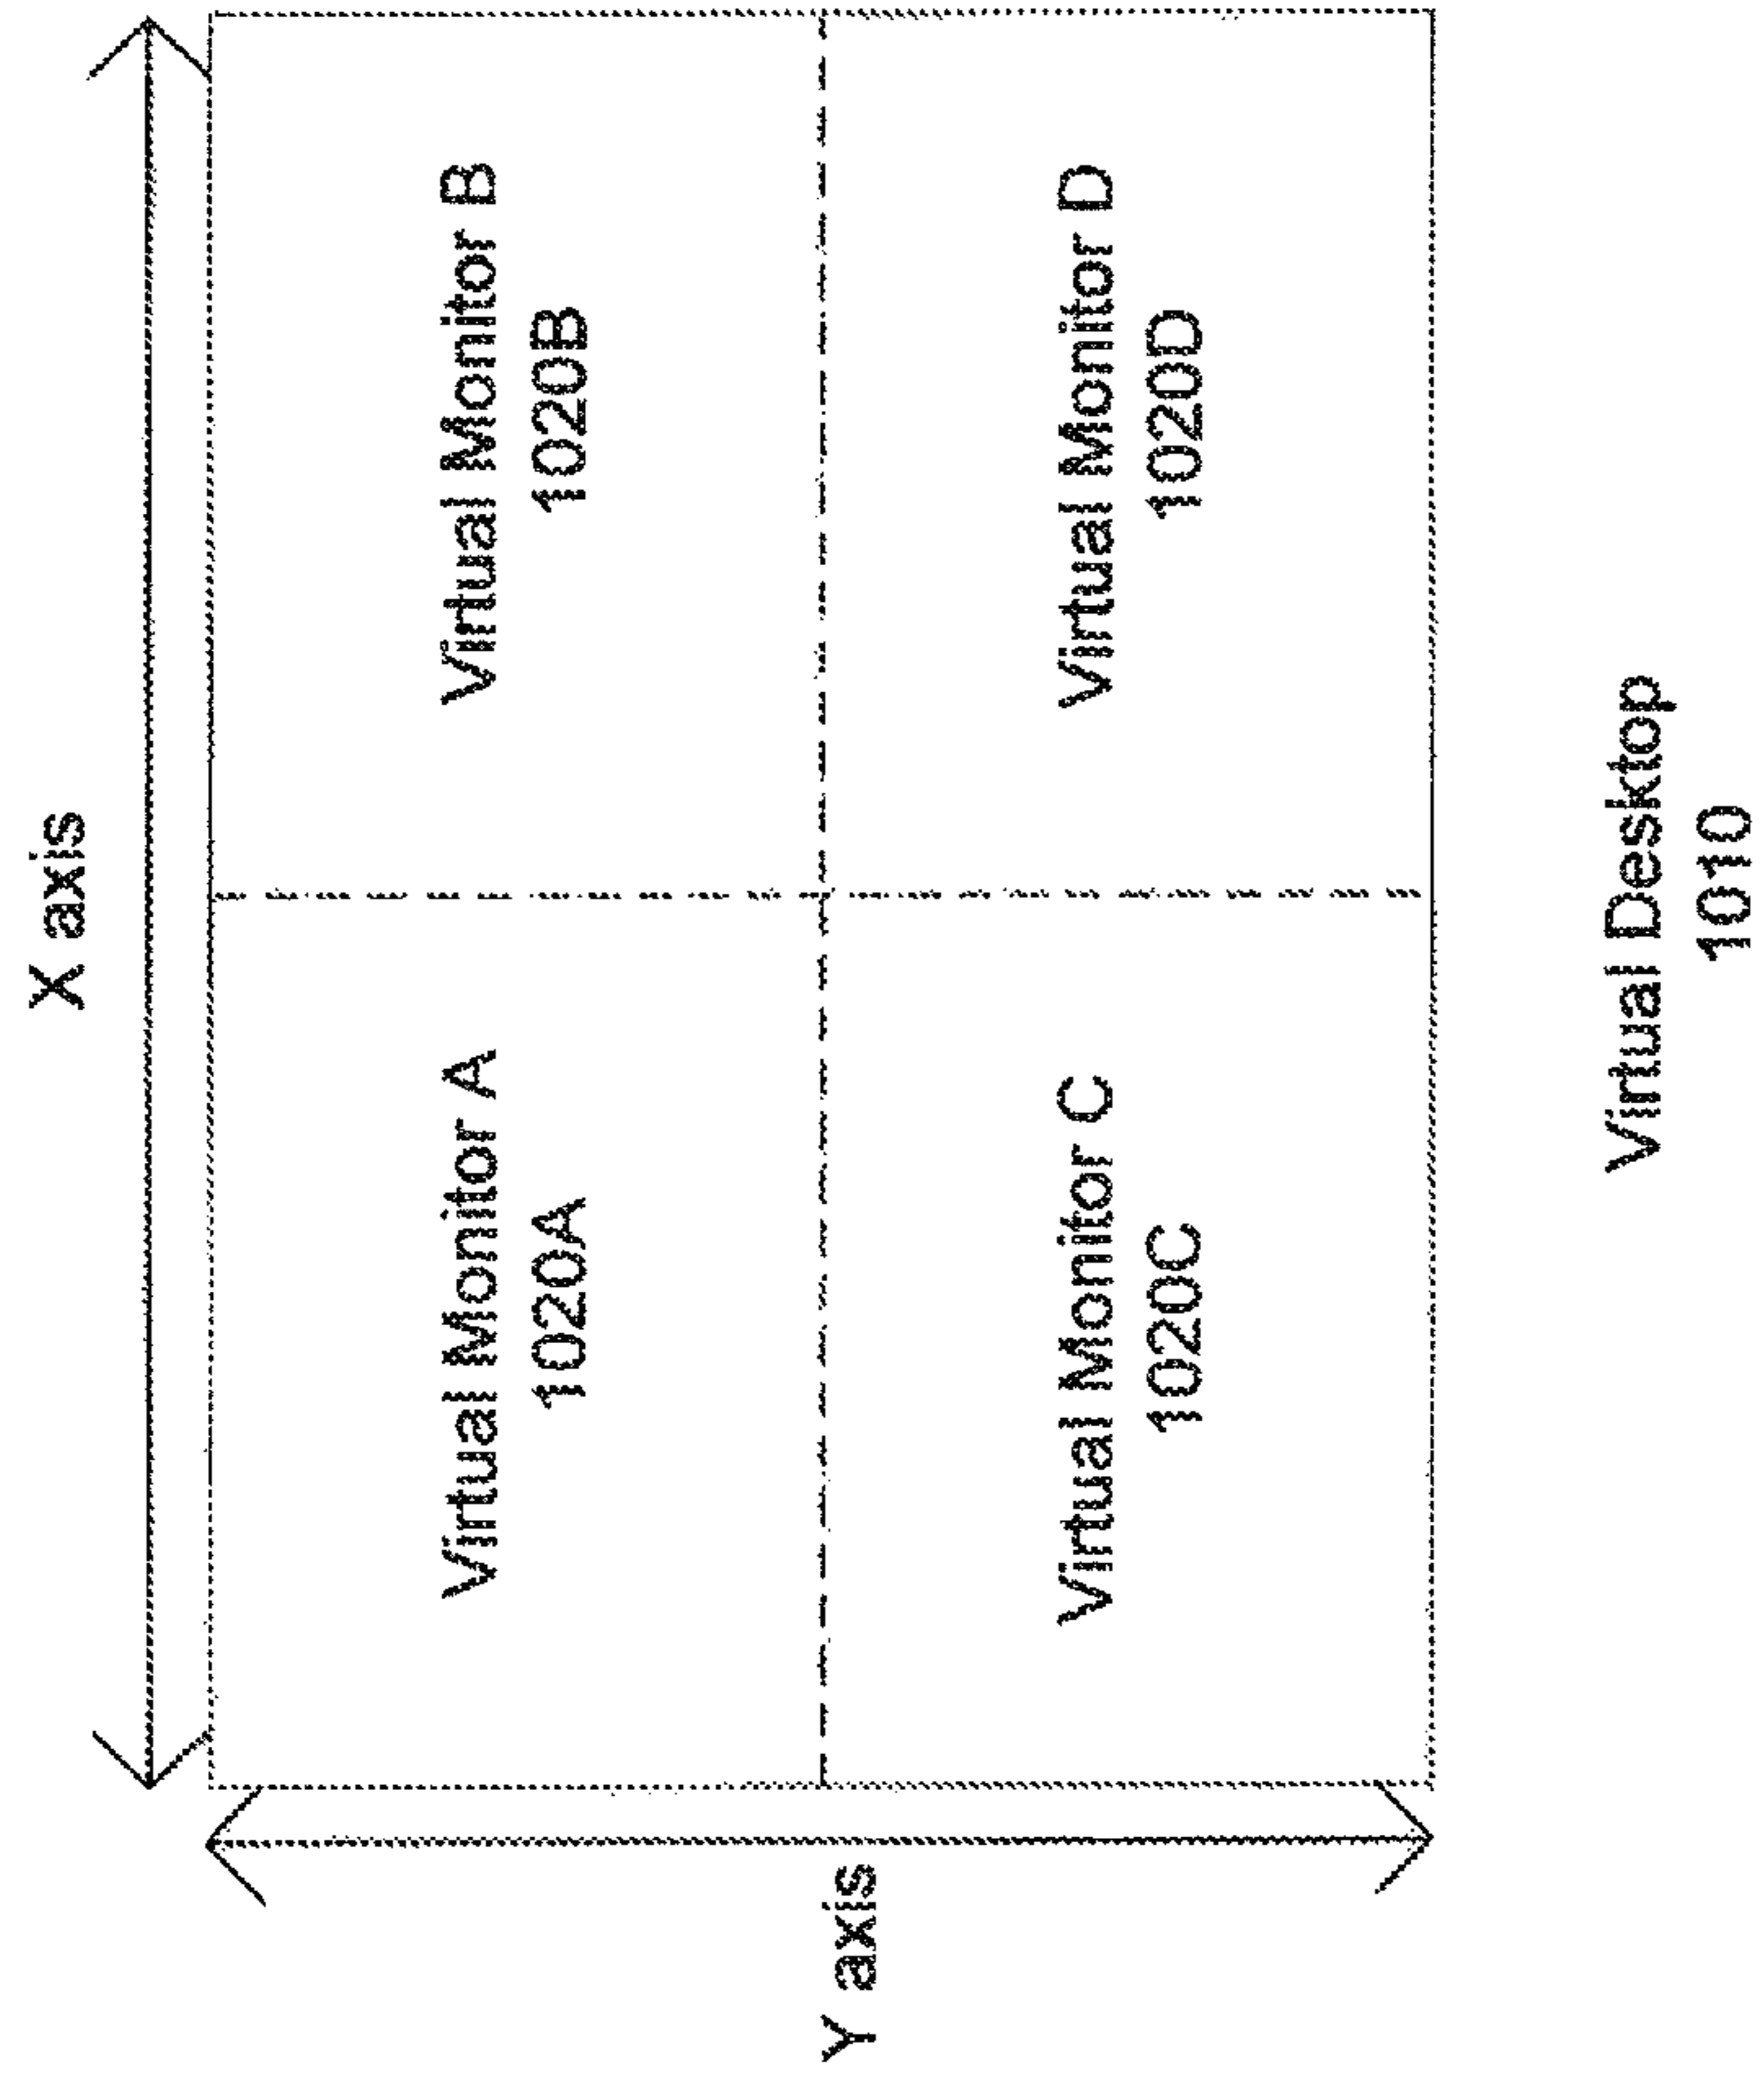 X axis
Y axis
Virtual Monitor A
1020A
Virtual Monitor B
1020B
Virtual Monitor C
1020C
Virtual Monitor D
1020D
Virtual Desktop
1010